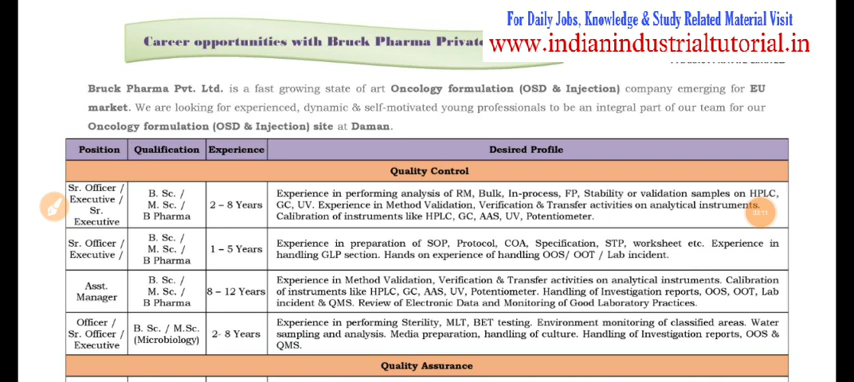 For Daily Jobs, Knowledge & Study Related Material Visit
www.indianindustrialtutorial.in
Career opportunities with Bruck Pharma Private
Bruck Pharma Pvt. Ltd. is a fast growing state of art Oncology formulation (OSD & Injection) company emerging for EU
market. We are looking for experienced, dynamic & self-motivated young professionals to be an integral part of our team for our
Oncology formulation (OSD & Injection) site at Daman.
Position Qualification Experience Desired Profile
Quality Control
Sr. Officer /
Executive /
Sr.
Executive
B. Sc. /
M. Sc. /
B Pharma
2 – 8 Years
Experience in performing analysis of RM, Bulk, In-process, FP, Stability or validation samples on HPLC,
GC, UV. Experience in Method Validation, Verification & Transfer activities on analytical instruments.
Calibration of instruments like HPLC, GC, AAS, UV, Potentiometer.
Sr. Officer /
Executive /
B. Sc. /
M. Sc. /
B Pharma
1 – 5 Years
Experience in preparation of SOP, Protocol, COA, Specification, STP, worksheet etc. Experience in
handling GLP section. Hands on experience of handling OOS/ OOT / Lab incident.
Asst.
Manager
B. Sc. /
M. Sc. /
B Pharma
8 – 12 Years
Experience in Method Validation, Verification & Transfer activities on analytical instruments. Calibration
of instruments like HPLC, GC, AAS, UV, Potentiometer. Handling of Investigation reports, OOS, OOT, Lab
incident & QMS. Review of Electronic Data and Monitoring of Good Laboratory Practices.
Officer /
Sr. Officer /
Executive
B. Sc. / M.Sc.
(Microbiology)
2- 8 Years
Experience in performing Sterility, MLT, BET testing. Environment monitoring of classified areas. Water
sampling and analysis. Media preparation, handling of culture. Handling of Investigation reports, OOS &
QMS.
Quality Assurance